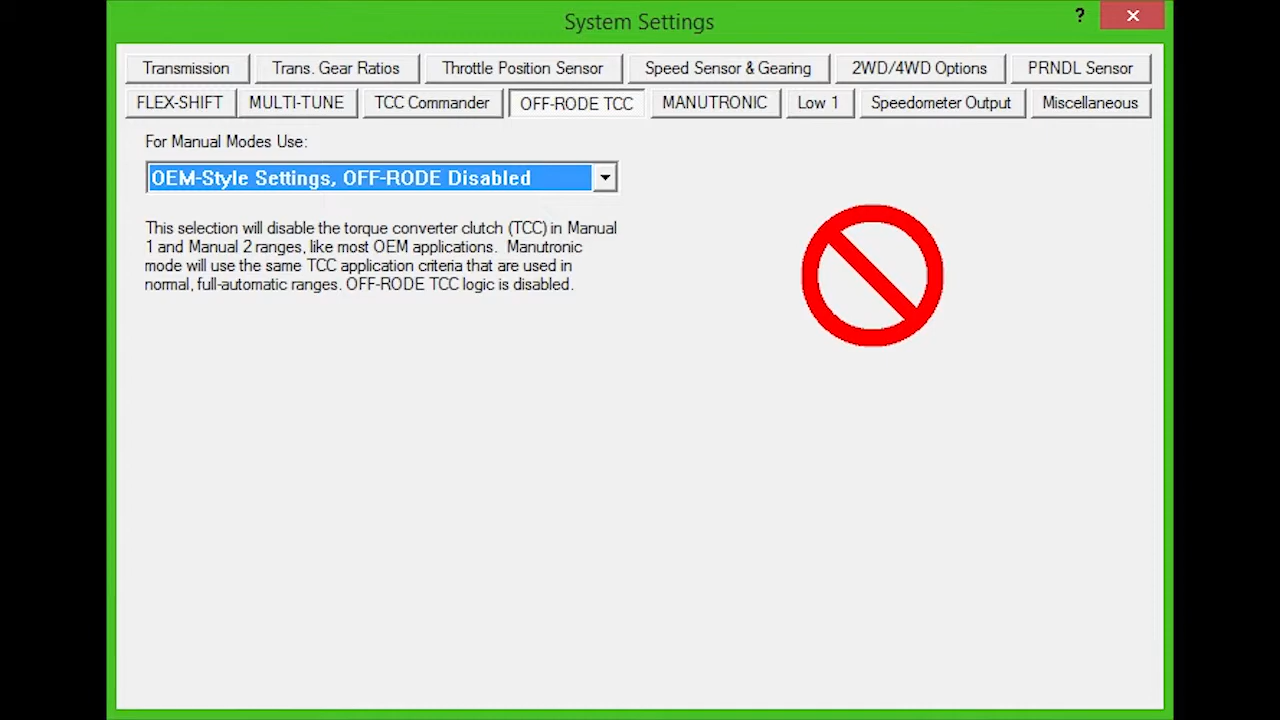 System Settings
?
Transmission
Trans. Gear Ratios
Throttle Position Sensor
Speed Sensor & Gearing
2WD/4WD Options
PRNDL Sensor
FLEX-SHIFT
MULTI-TUNE
TCC Commander
OFF-RODE TCC
MANUTRONIC
Low 1
Speedometer Output
Miscellaneous
For Manual Modes Use:
OEM-Style Settings, OFF-RODE Disabled
This selection will disable the torque converter clutch (TCC) in Manual
1 and Manual 2 ranges, like most OEM applications.  Manutronic
mode will use the same TCC application criteria that are used in
normal, full-automatic ranges. OFF-RODE TCC logic is disabled.